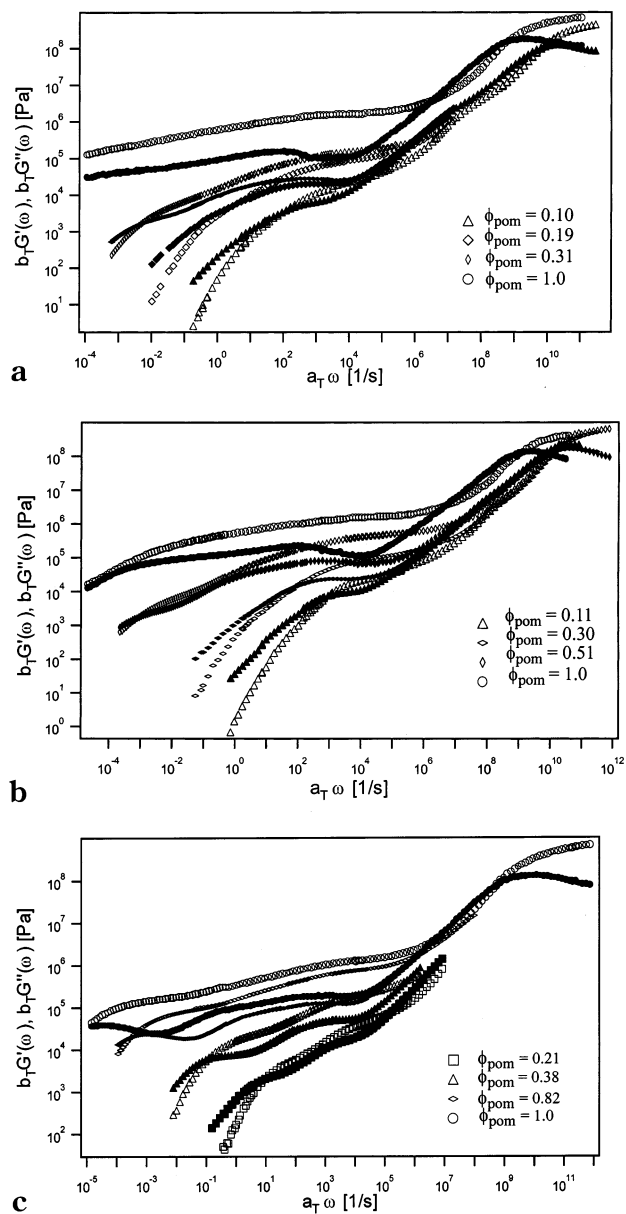 b_T G'(ω), b_T G''(ω) [Pa]
10^8
10^7
10^6
10^5
10^4
10^3
10^2
10^1
ϕ_pom = 0.10
ϕ_pom = 0.19
ϕ_pom = 0.31
ϕ_pom = 1.0
10^-4 10^-2 10^0 10^2 10^4 10^6 10^8 10^10
a_T ω [1/s]
a
b_T G'(ω), b_T G''(ω) [Pa]
10^8
10^7
10^6
10^5
10^4
10^3
10^2
10^1
10^0
ϕ_pom = 0.11
ϕ_pom = 0.30
ϕ_pom = 0.51
ϕ_pom = 1.0
10^-4 10^-2 10^0 10^2 10^4 10^6 10^8 10^10 10^12
a_T ω [1/s]
b
b_T G'(ω), b_T G''(ω) [Pa]
10^8
10^7
10^6
10^5
10^4
10^3
10^2
ϕ_pom = 0.21
ϕ_pom = 0.38
ϕ_pom = 0.82
ϕ_pom = 1.0
10^-5 10^-3 10^-1 10^1 10^3 10^5 10^7 10^9 10^11
a_T ω [1/s]
c